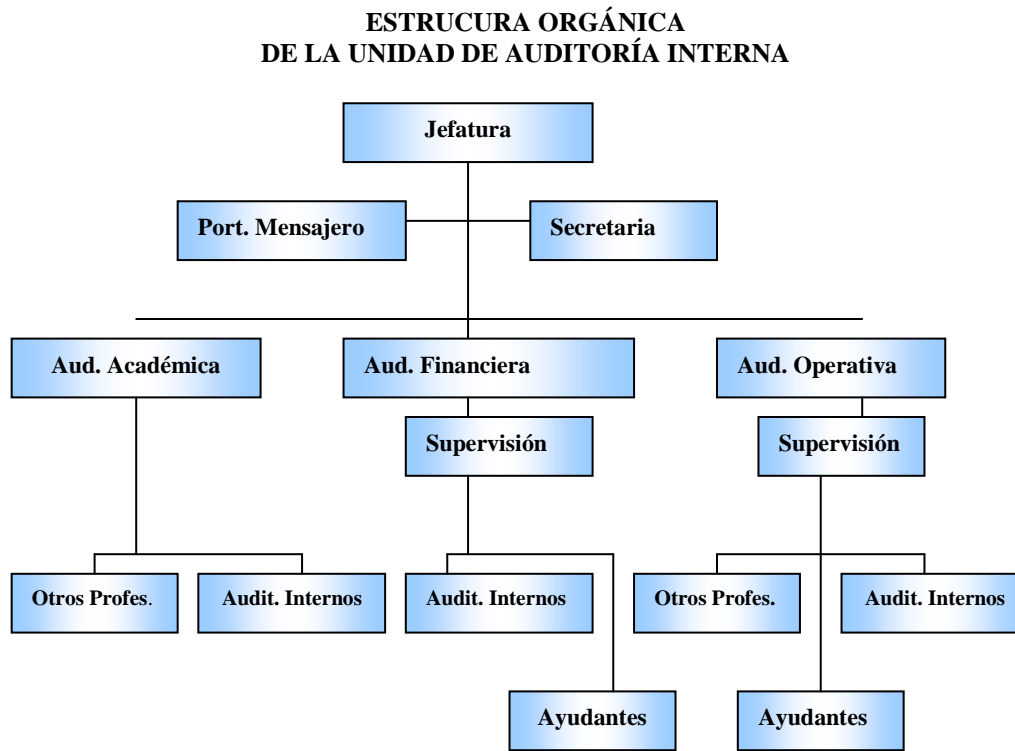 ESTRUCURA ORGÁNICA
DE LA UNIDAD DE AUDITORÍA INTERNA
Jefatura
Port. Mensajero
Secretaria
Aud. Académica
Aud. Financiera
Aud. Operativa
Supervisión
Supervisión
Otros Profes.
Audit. Internos
Audit. Internos
Otros Profes.
Audit. Internos
Ayudantes
Ayudantes